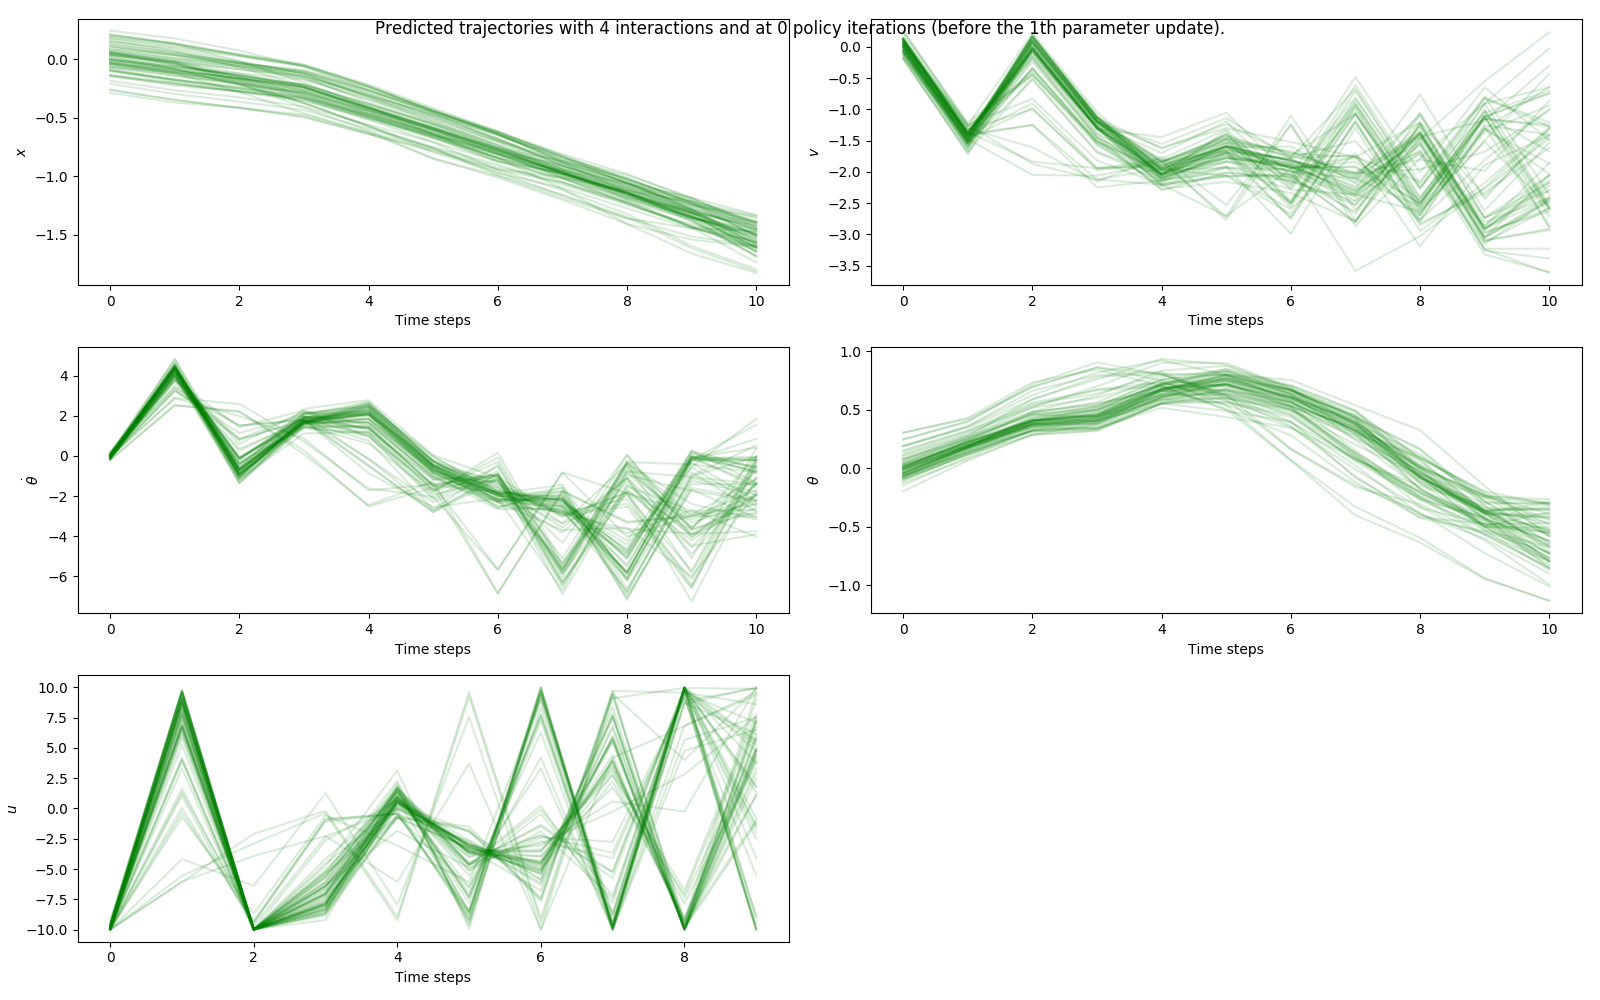 Predicted trajectories with 4 interactions and at 0 policy iterations (before the 1th parameter update).
0.0
−0.5
−1.0
−1.5
x
0 2 4 6 8 10
Time steps
0.0
−0.5
−1.0
−1.5
−2.0
−2.5
−3.0
−3.5
v
0 2 4 6 8 10
Time steps
4
2
0
−2
−4
−6
θ̇
0 2 4 6 8 10
Time steps
1.0
0.5
0.0
−0.5
−1.0
θ
0 2 4 6 8 10
Time steps
10.0
7.5
5.0
2.5
0.0
−2.5
−5.0
−7.5
−10.0
u
0 2 4 6 8
Time steps